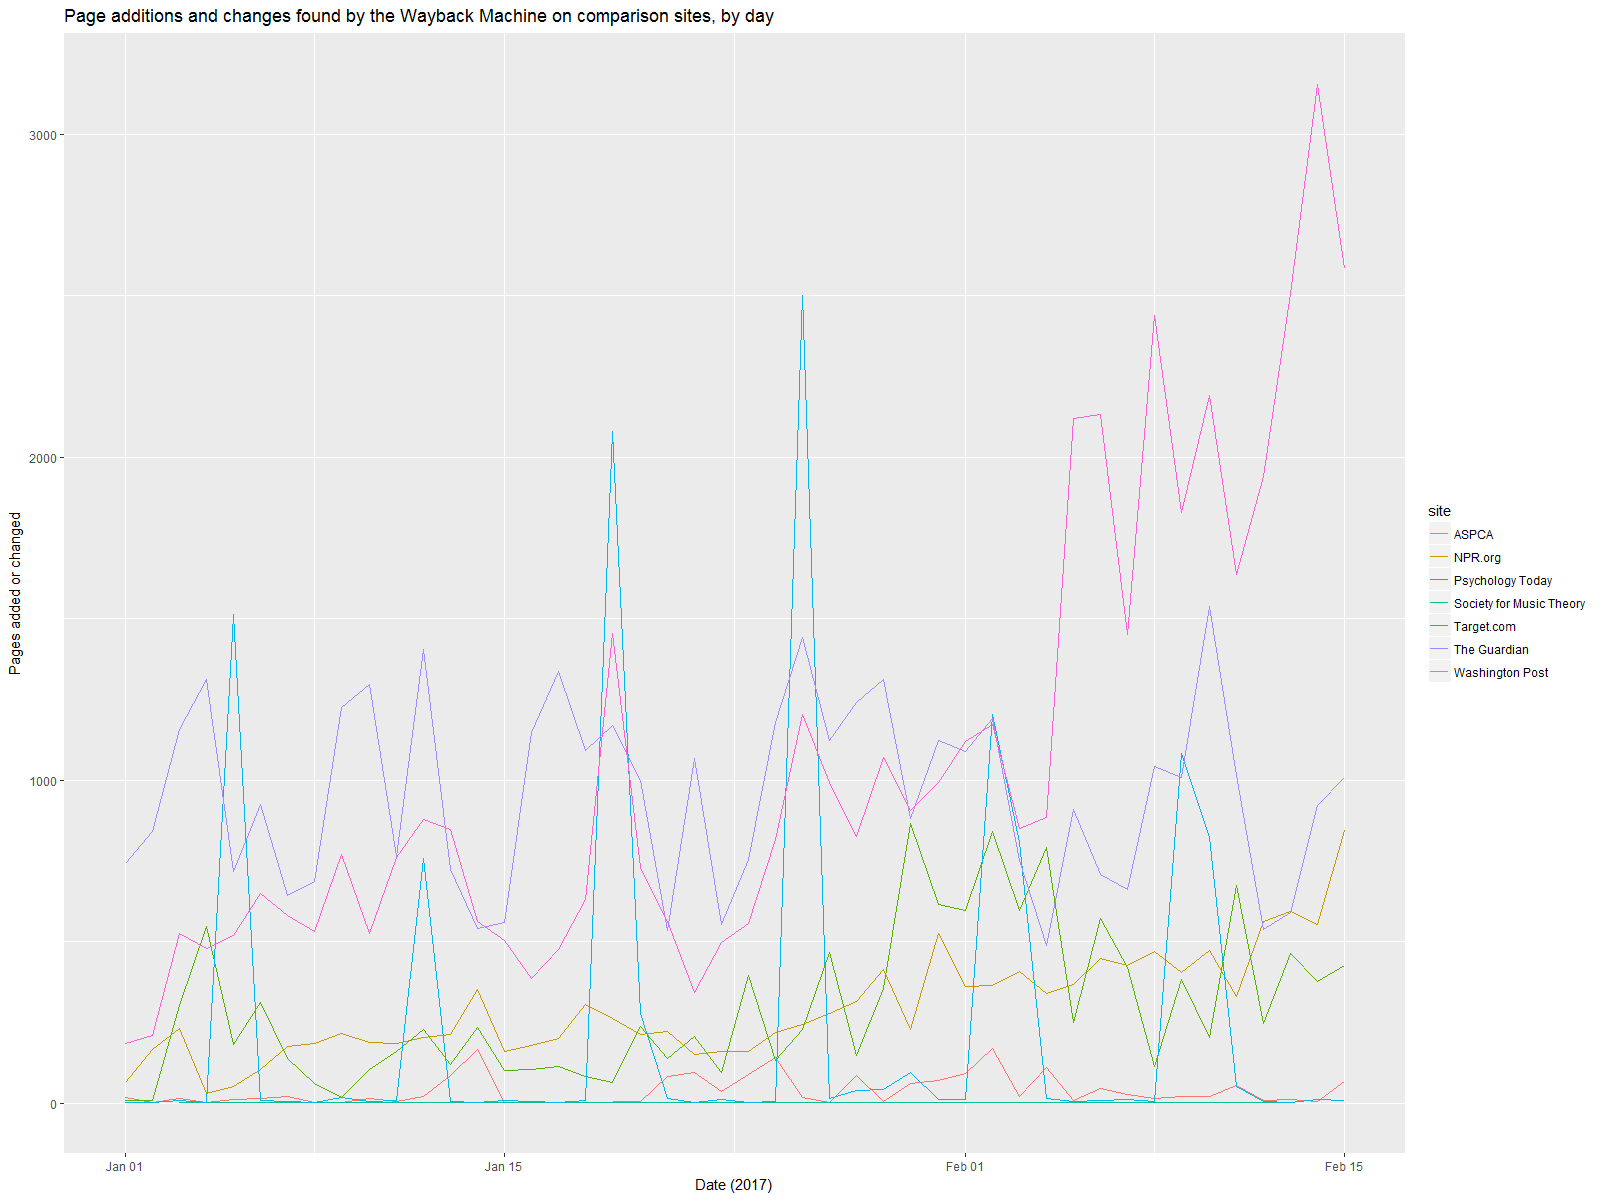 Page additions and changes found by the Wayback Machine on comparison sites, by day
3000
2000
1000
0
Pages added or changed
Jan 01
Jan 15
Feb 01
Feb 15
Date (2017)
site
ASPCA
NPR.org
Psychology Today
Society for Music Theory
Target.com
The Guardian
Washington Post